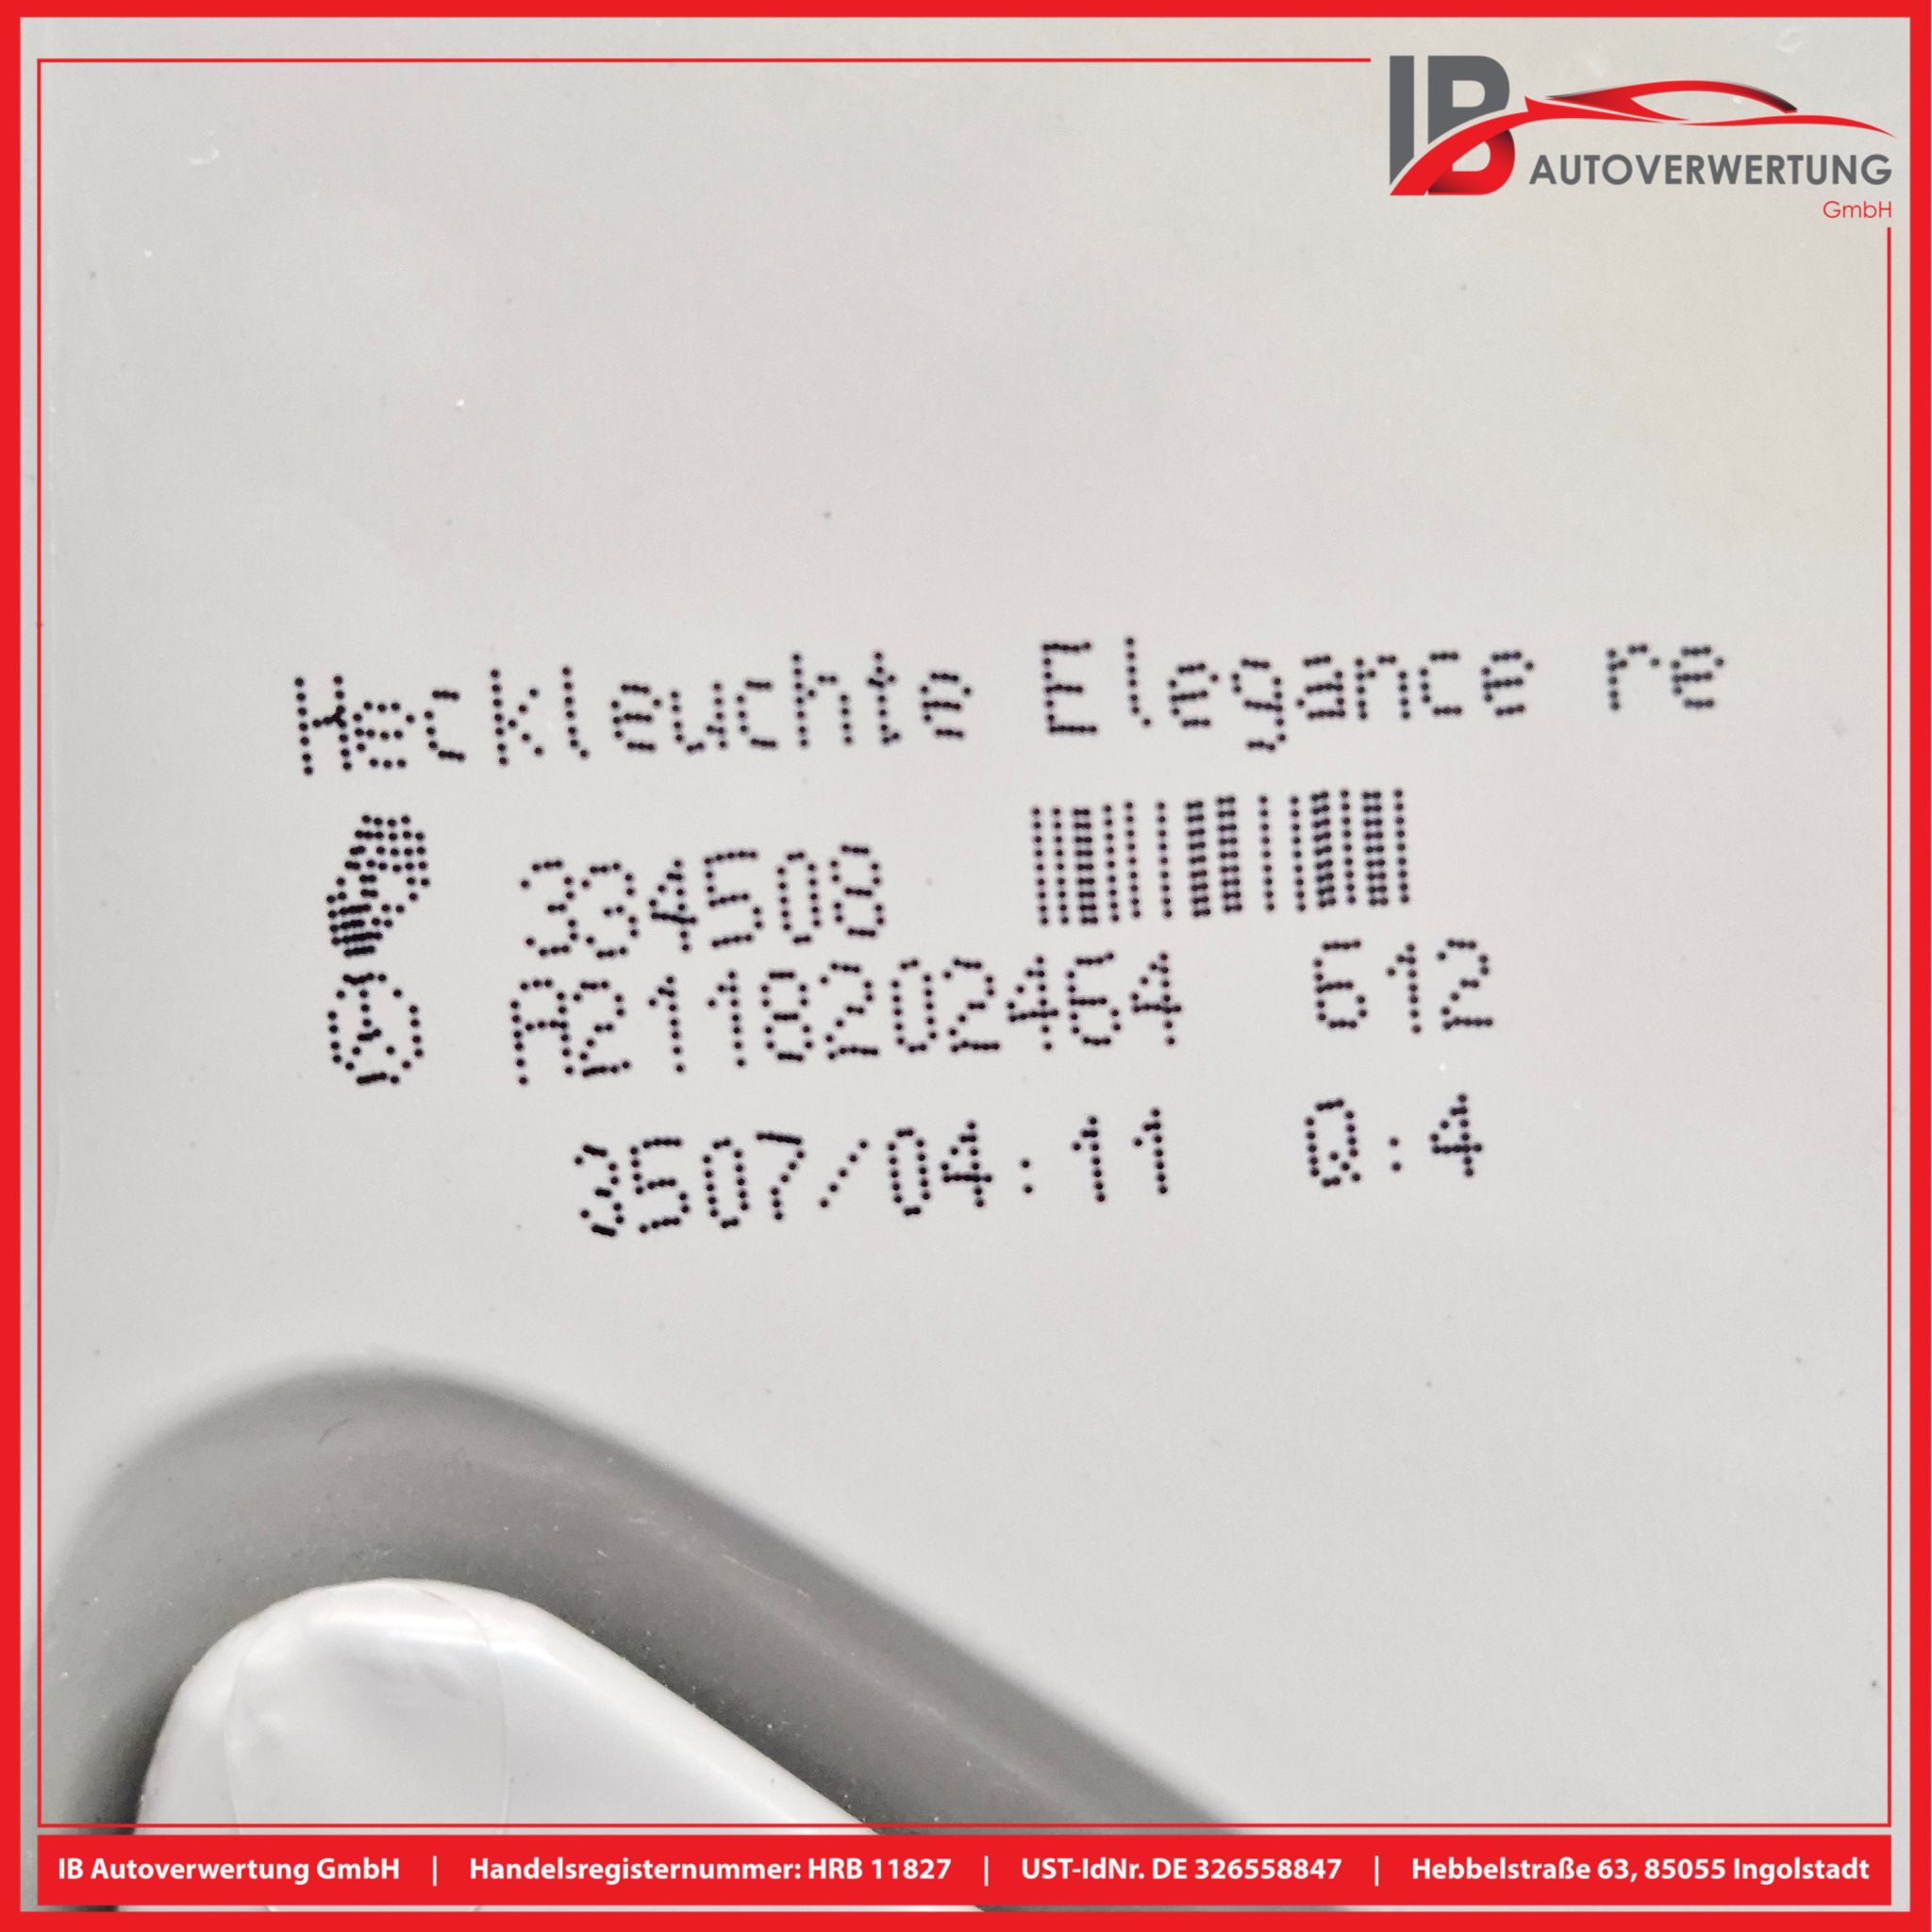 IB AUTOVERWERTUNG
GmbH
Heckleuchte Elegance re
334508
A2118202464 612
3507/04:11 Q:4
IB Autoverwertung GmbH | Handelsregisternummer: HRB 11827 | UST-IdNr. DE 326558847 | Hebbelstraße 63, 85055 Ingolstadt